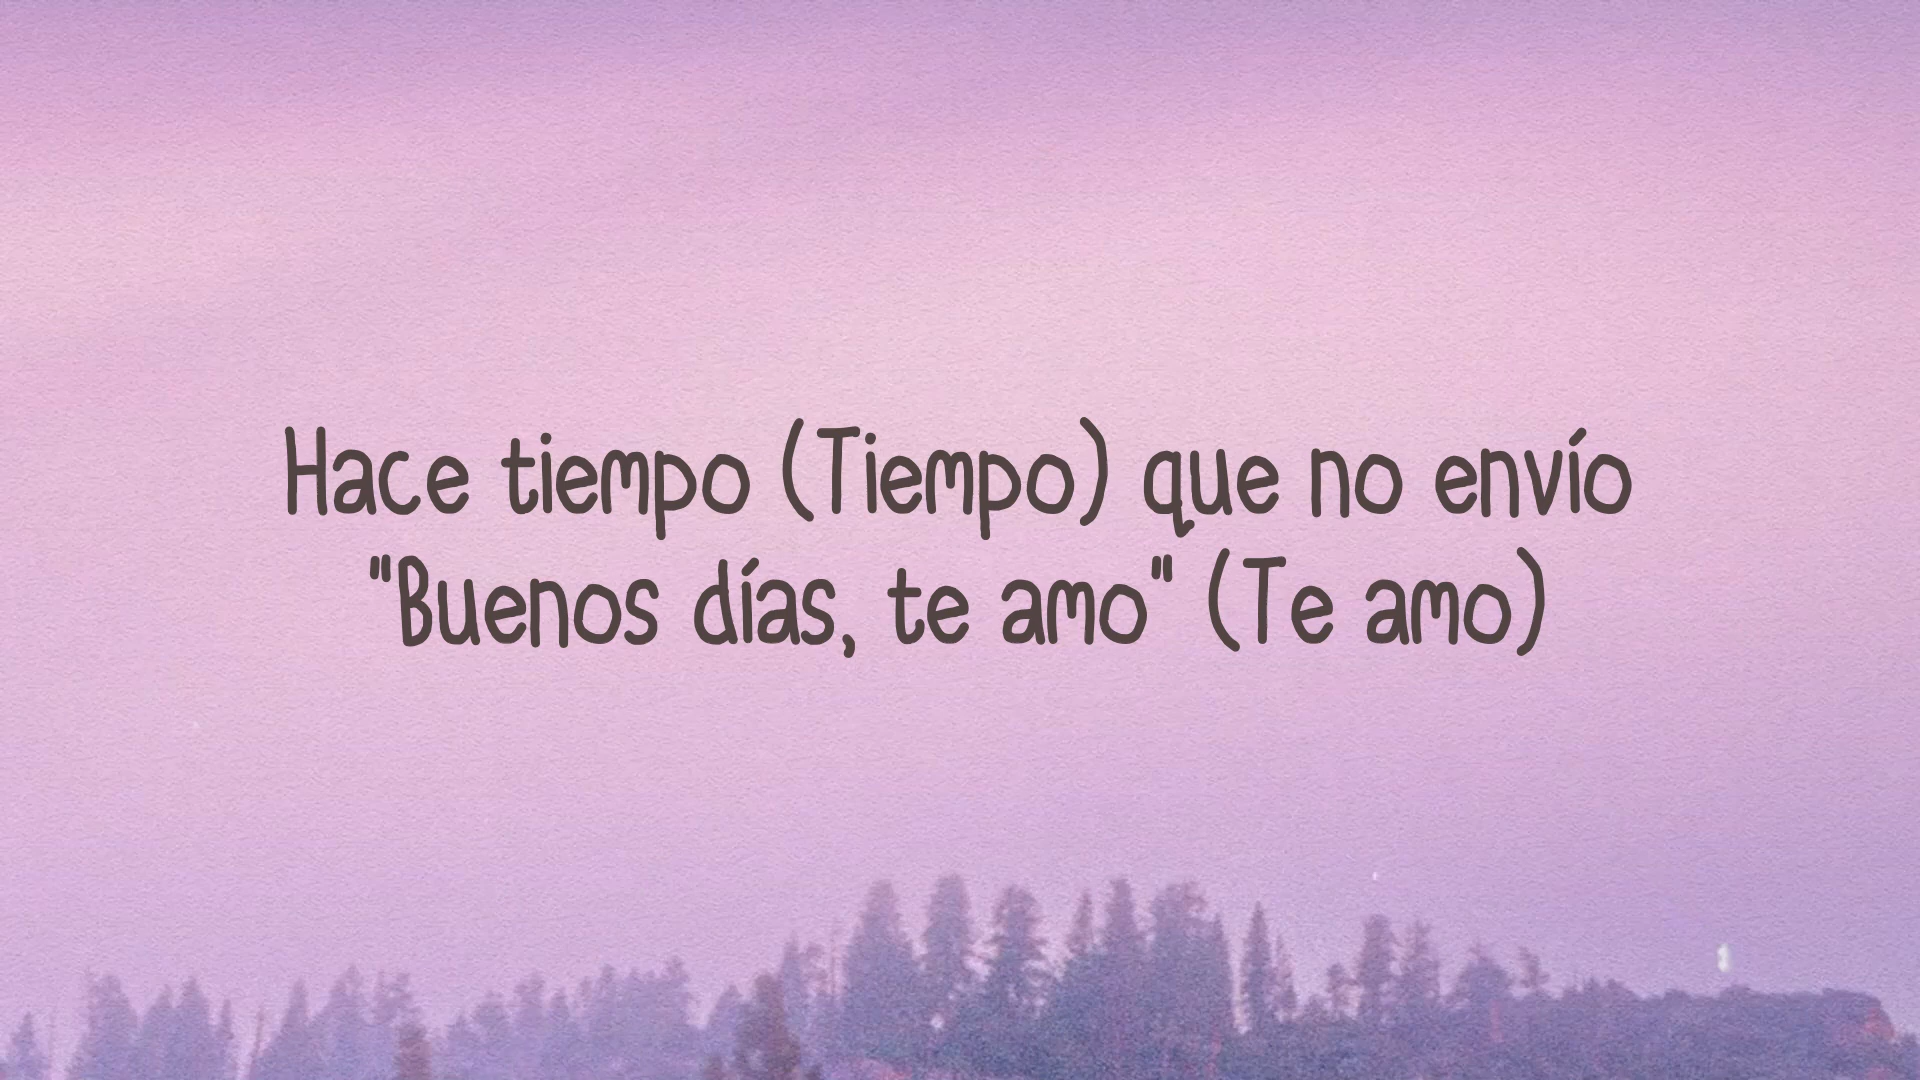 Hace tiempo (Tiempo) que no envío
"Buenos días, te amo" (Te amo)